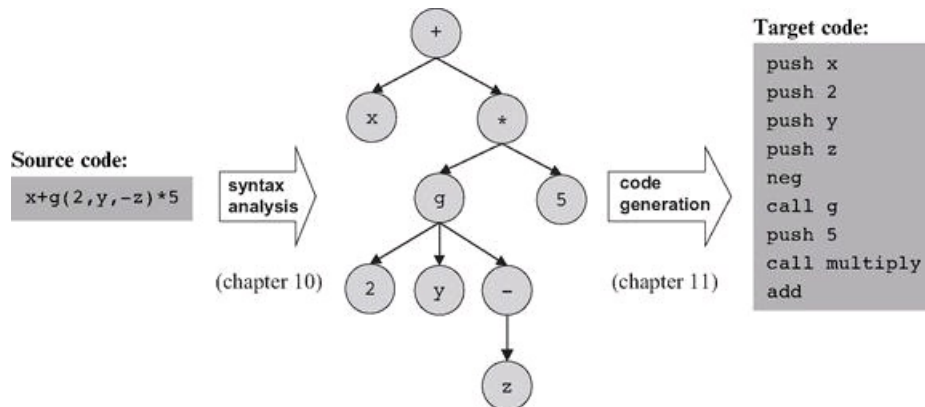 Source code:
x+g(2,y,-z)*5
syntax
analysis
(chapter 10)
+
x
*
g
5
2
y
-
z
code
generation
(chapter 11)
Target code:
push x
push 2
push y
push z
neg
call g
push 5
call multiply
add